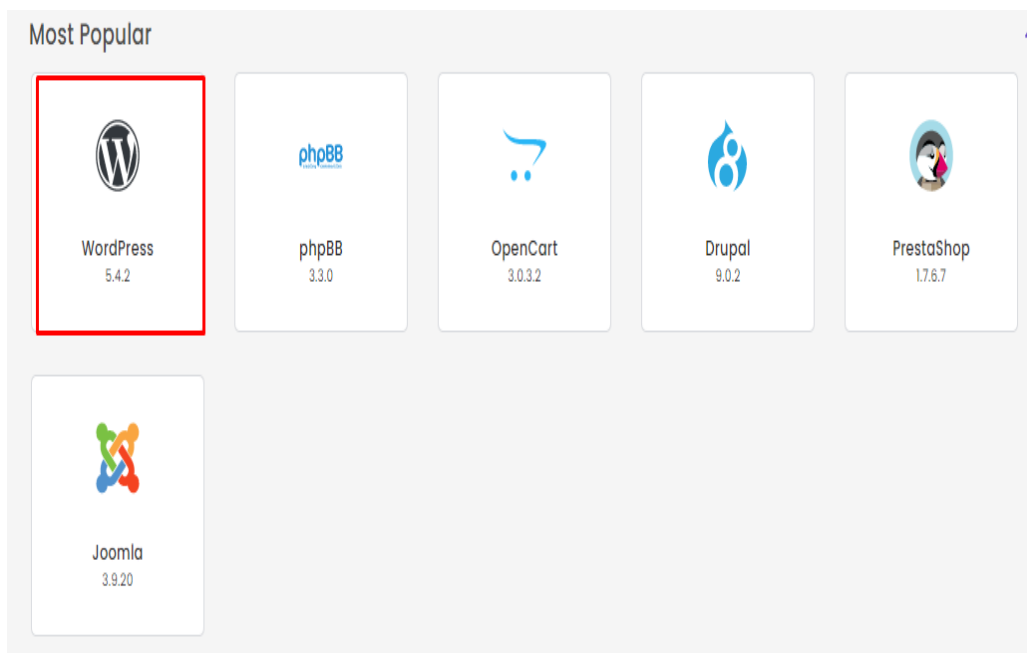 Most Popular
WordPress
5.4.2
phpBB
phpBB
3.3.0
OpenCart
3.0.3.2
Drupal
9.0.2
PrestaShop
1.7.6.7
Joomla
3.9.20